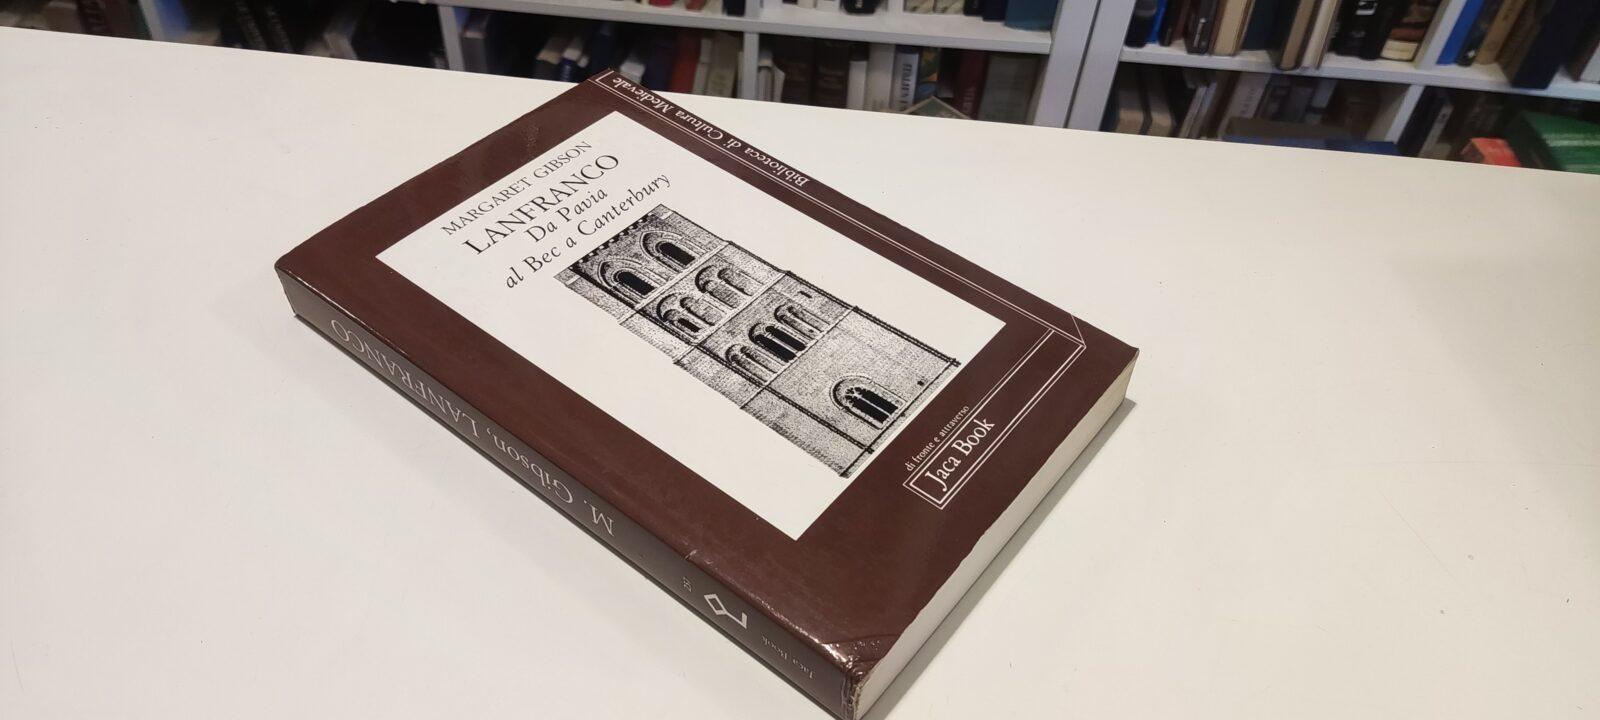 MARGARET GIBSON
LANFRANCO
Da Pavia
al Bec a Canterbury
Biblioteca di Cultura Medievale
di fronte e attraverso
Jaca Book
M. Gibson, LANFRANCO
Jaca Book